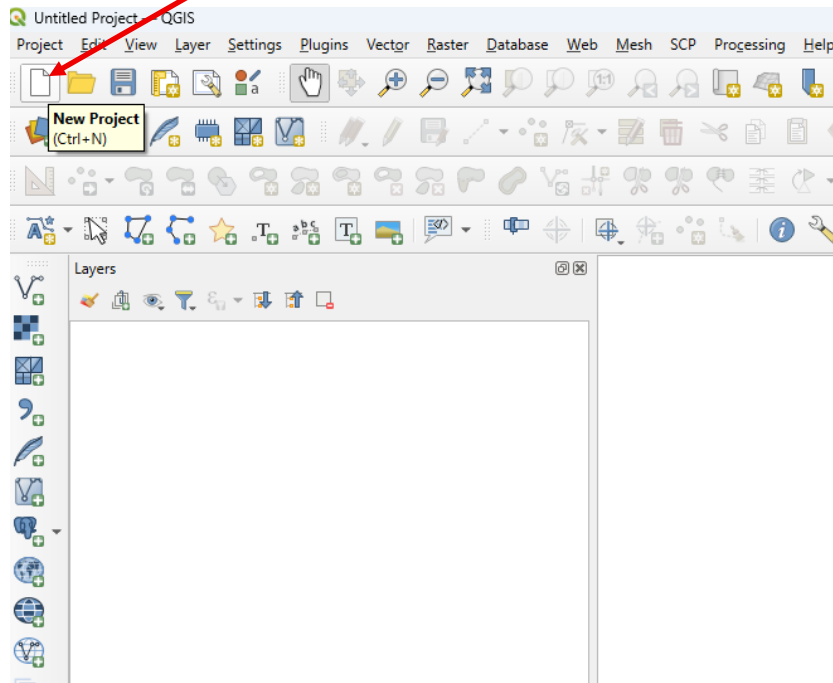 Untitled Project — QGIS
Project Edit View Layer Settings Plugins Vector Raster Database Web Mesh SCP Processing Help
New Project
(Ctrl+N)
Layers